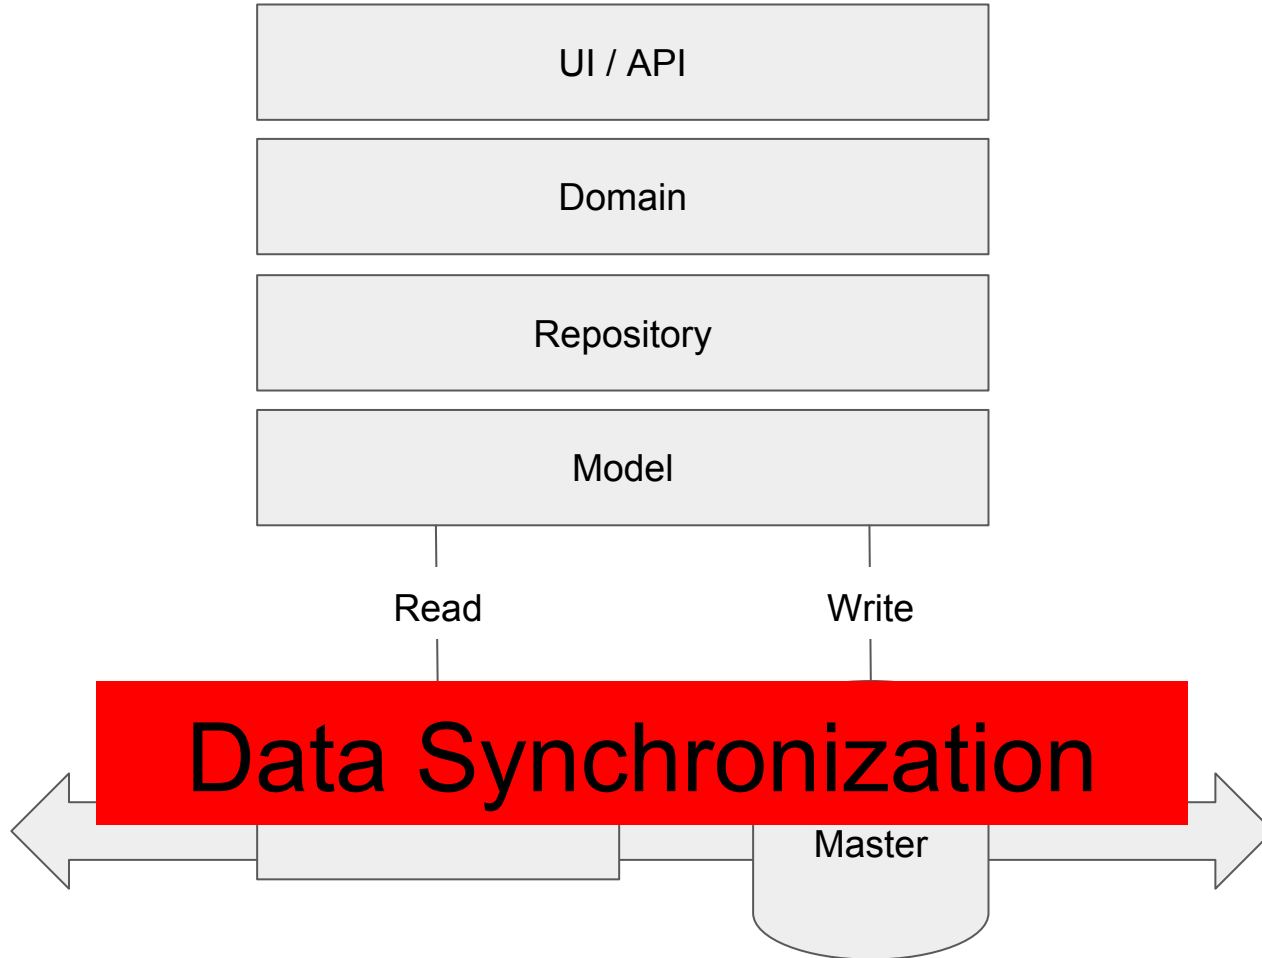 UI / API
Domain
Repository
Model
Read
Write
Data Synchronization
Master